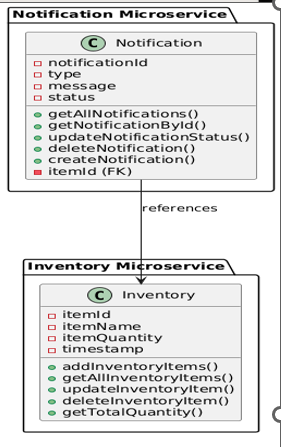 Notification Microservice
C Notification
notificationId
type
message
status
getAllNotifications()
getNotificationById()
updateNotificationStatus()
deleteNotification()
createNotification()
itemId (FK)
references
Inventory Microservice
C Inventory
itemId
itemName
itemQuantity
timestamp
addInventoryItems()
getAllInventoryItems()
updateInventoryItem()
deleteInventoryItem()
getTotalQuantity()